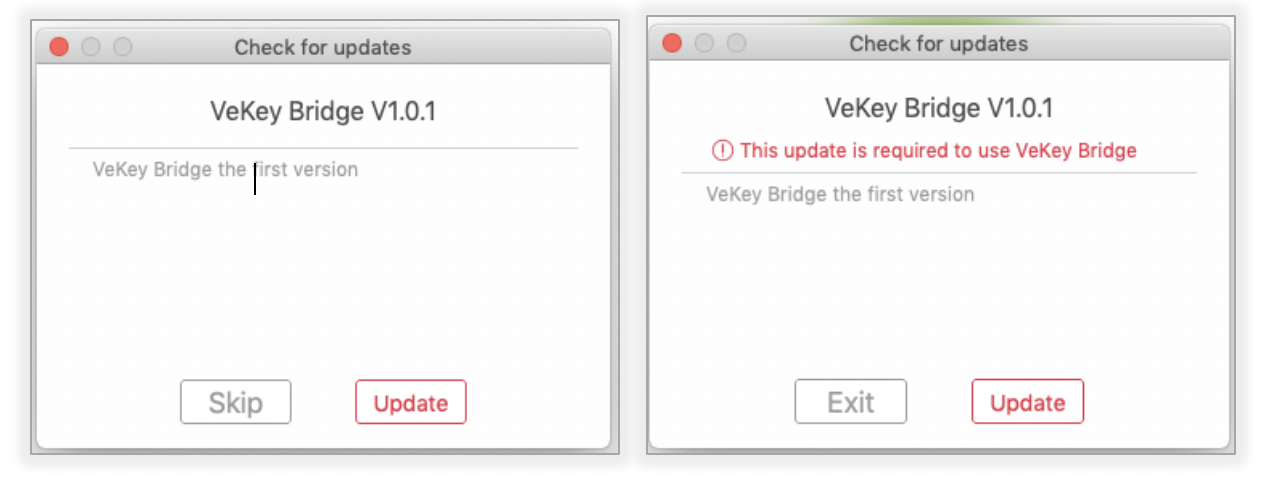 Check for updates
VeKey Bridge V1.0.1
VeKey Bridge the first version
Skip
Update
Check for updates
VeKey Bridge V1.0.1
This update is required to use VeKey Bridge
VeKey Bridge the first version
Exit
Update